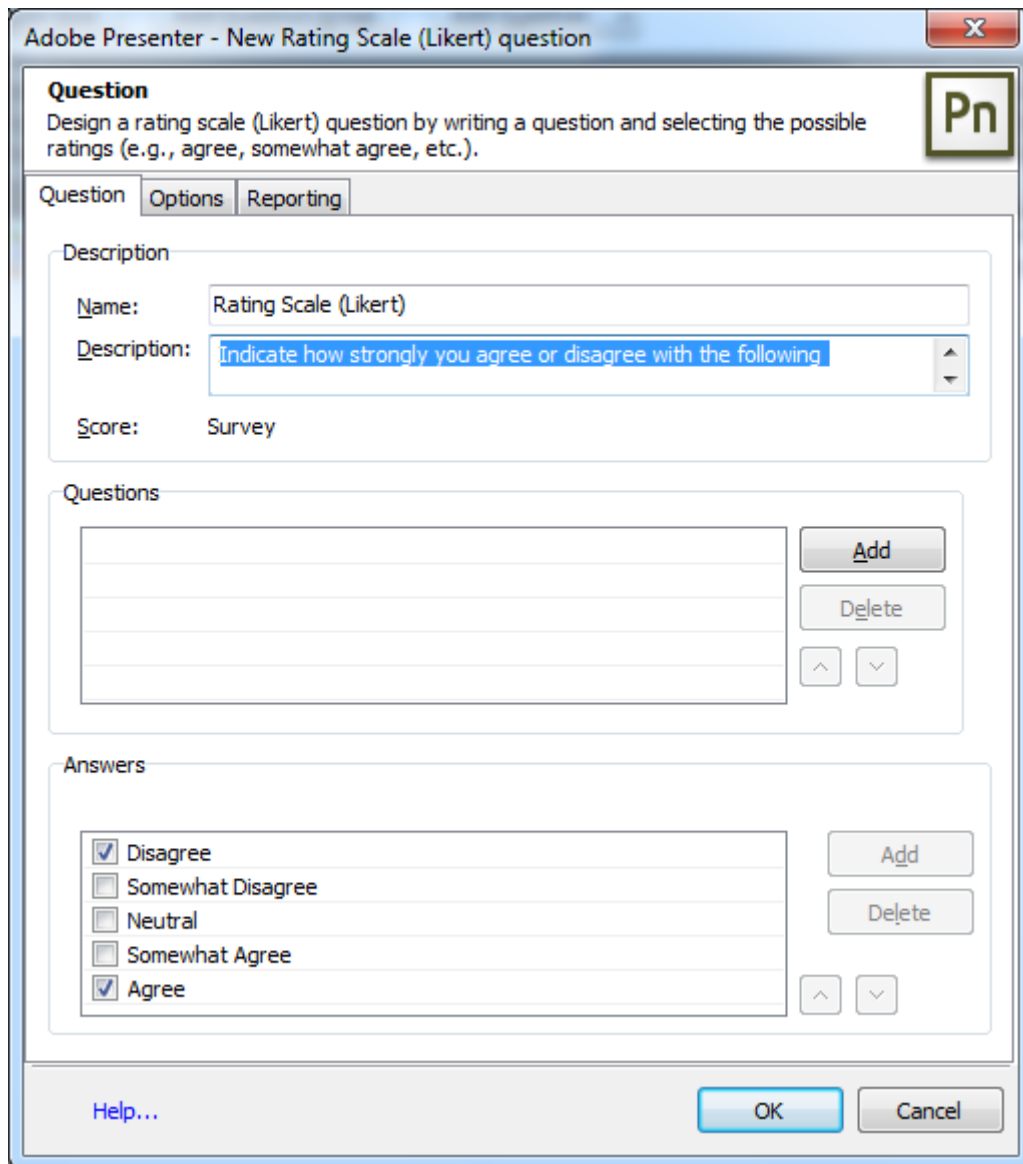 Adobe Presenter - New Rating Scale (Likert) question
Question
Design a rating scale (Likert) question by writing a question and selecting the possible
ratings (e.g., agree, somewhat agree, etc.).
Pn
Question Options Reporting
Description
Name: Rating Scale (Likert)
Description: Indicate how strongly you agree or disagree with the following
Score: Survey
Questions
Add
Delete
Answers
Disagree
Add
Somewhat Disagree
Neutral
Delete
Somewhat Agree
Agree
Help... OK Cancel